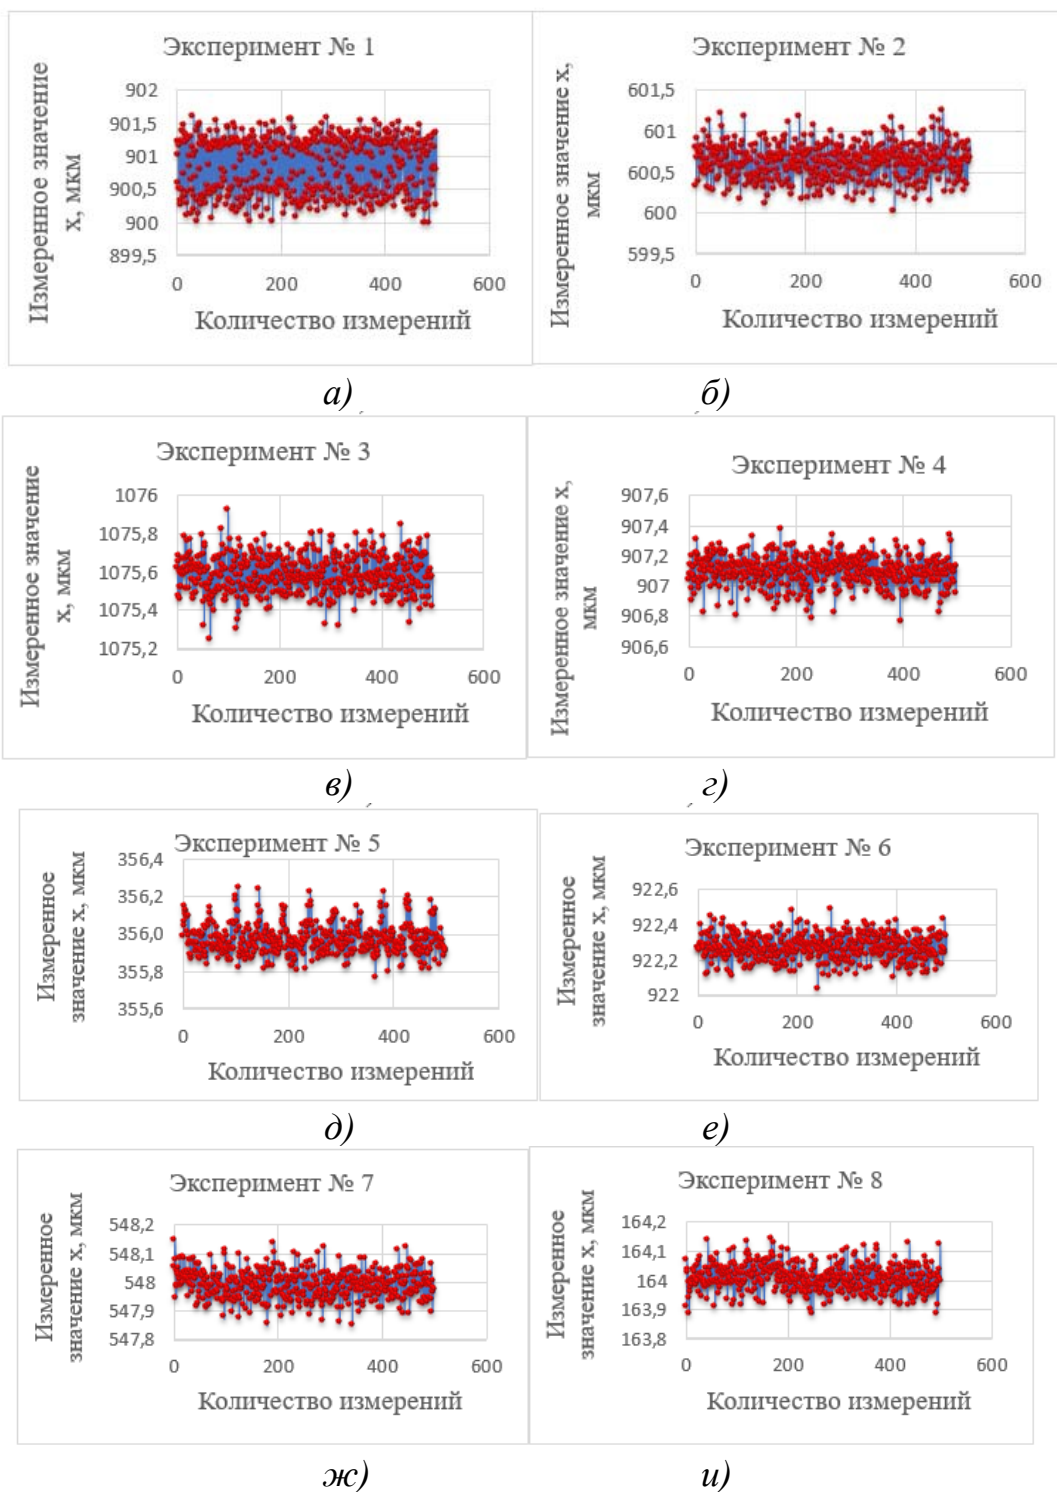 Эксперимент № 1
Измеренное значение
х, мкм
902
901,5
901
900,5
900
899,5
0
200
400
600
Количество измерений
Эксперимент № 2
Измеренное значение х,
мкм
601,5
601
600,5
600
599,5
0
200
400
600
Количество измерений
а)
б)
Эксперимент № 3
Измеренное значение
х, мкм
1076
1075,8
1075,6
1075,4
1075,2
0
200
400
600
Количество измерений
Эксперимент № 4
Измеренное значение х,
мкм
907,6
907,4
907,2
907
906,8
906,6
0
200
400
600
Количество измерений
в)
г)
Эксперимент № 5
Измеренное
значение х, мкм
356,4
356,2
356,0
355,8
355,6
0
200
400
600
Количество измерений
Эксперимент № 6
Измеренное
значение х, мкм
922,6
922,4
922,2
922
0
200
400
600
Количество измерений
д)
е)
Эксперимент № 7
Измеренное
значение х, мкм
548,2
548,1
548
547,9
547,8
0
200
400
600
Количество измерений
Эксперимент № 8
Измеренное
значение х, мкм
164,2
164,1
164
163,9
163,8
0
200
400
600
Количество измерений
ж)
и)